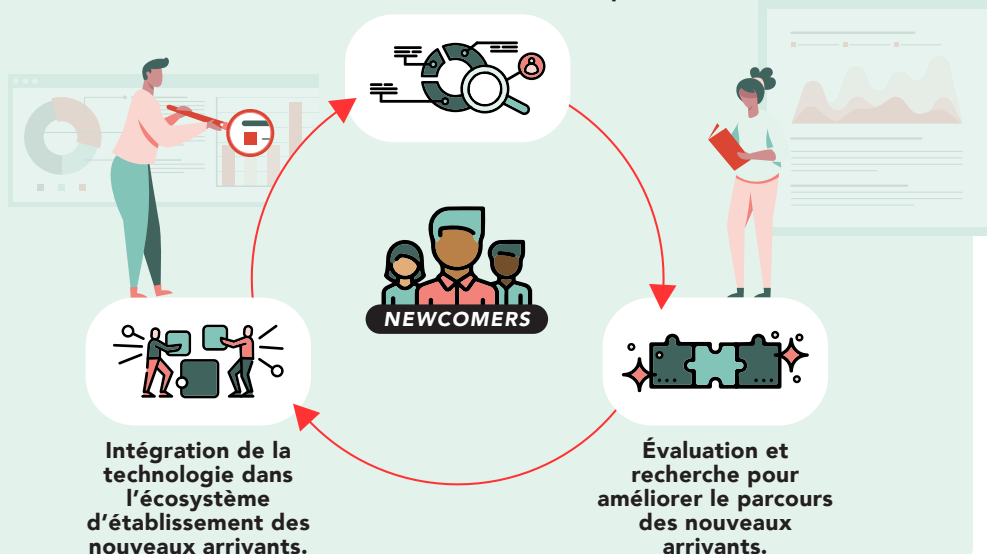 NEWCOMERS
Intégration de la
technologie dans
l'écosystème
d'établissement des
nouveaux arrivants.
Évaluation et
recherche pour
améliorer le parcours
des nouveaux
arrivants.